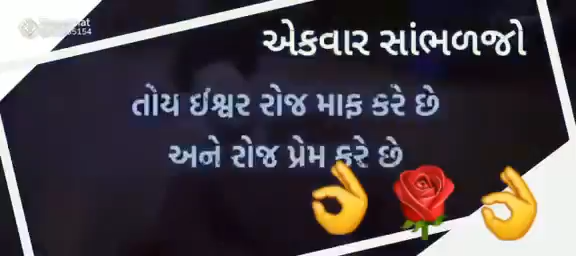 એકવાર સાંભળજો
તોય ઈશ્વર રોજ માફ કરે છે
અને રોજ પ્રેમ કરે છે